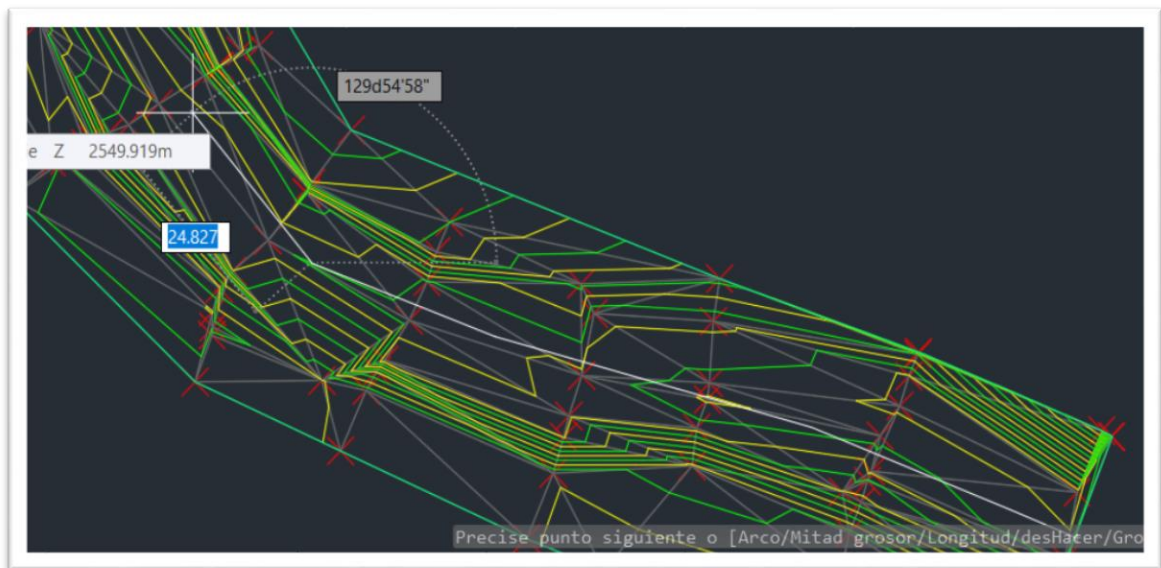 129d54'58"
e Z 2549.919m
24.827
Precise punto siguiente o [Arco/Mitad grosor/Longitud/desHacer/Gro